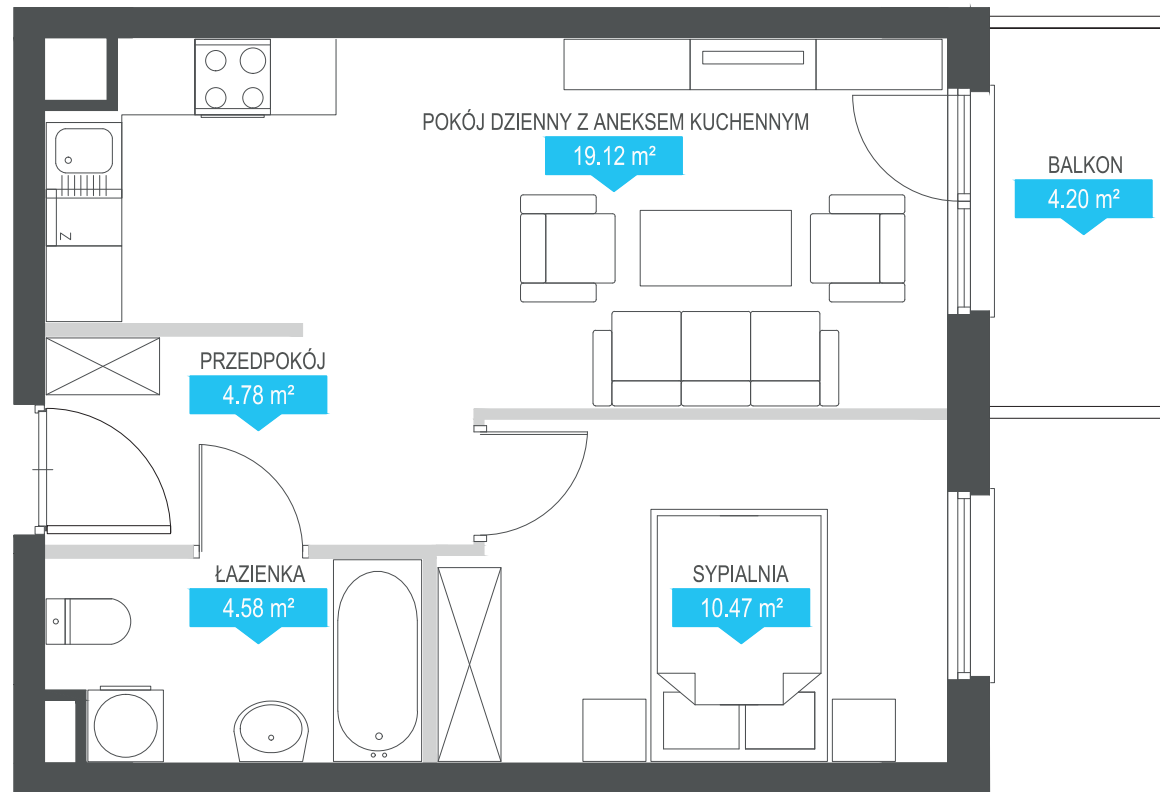 POKÓJ DZIENNY Z ANEKSEM KUCHENNYM
19.12 m²
BALKON
4.20 m²
Z
PRZEDPOKÓJ
4.78 m²
ŁAZIENKA
4.58 m²
SYPIALNIA
10.47 m²